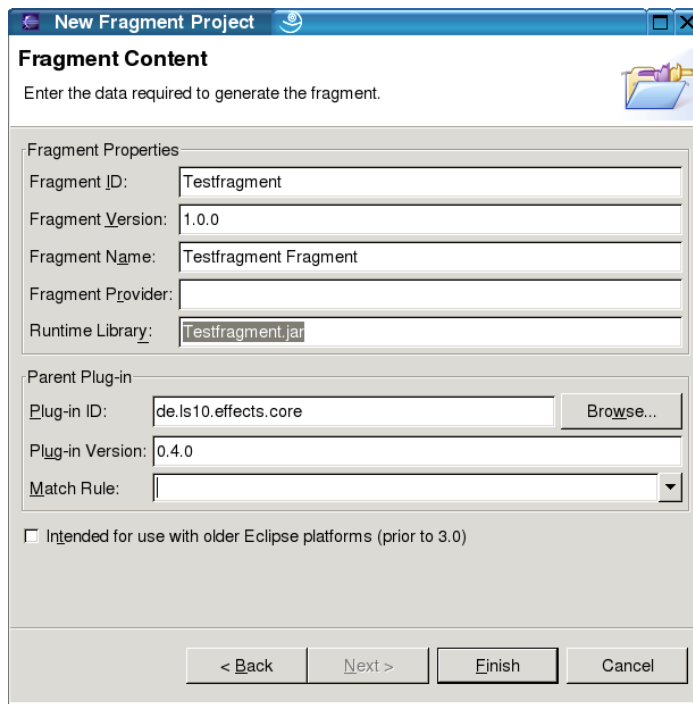 New Fragment Project
Fragment Content
Enter the data required to generate the fragment.
Fragment Properties
Fragment ID: Testfragment
Fragment Version: 1.0.0
Fragment Name: Testfragment Fragment
Fragment Provider:
Runtime Library: Testfragment.jar
Parent Plug-in
Plug-in ID: de.ls10.effects.core Browse...
Plug-in Version: 0.4.0
Match Rule:
Intended for use with older Eclipse platforms (prior to 3.0)
< Back Next > Finish Cancel